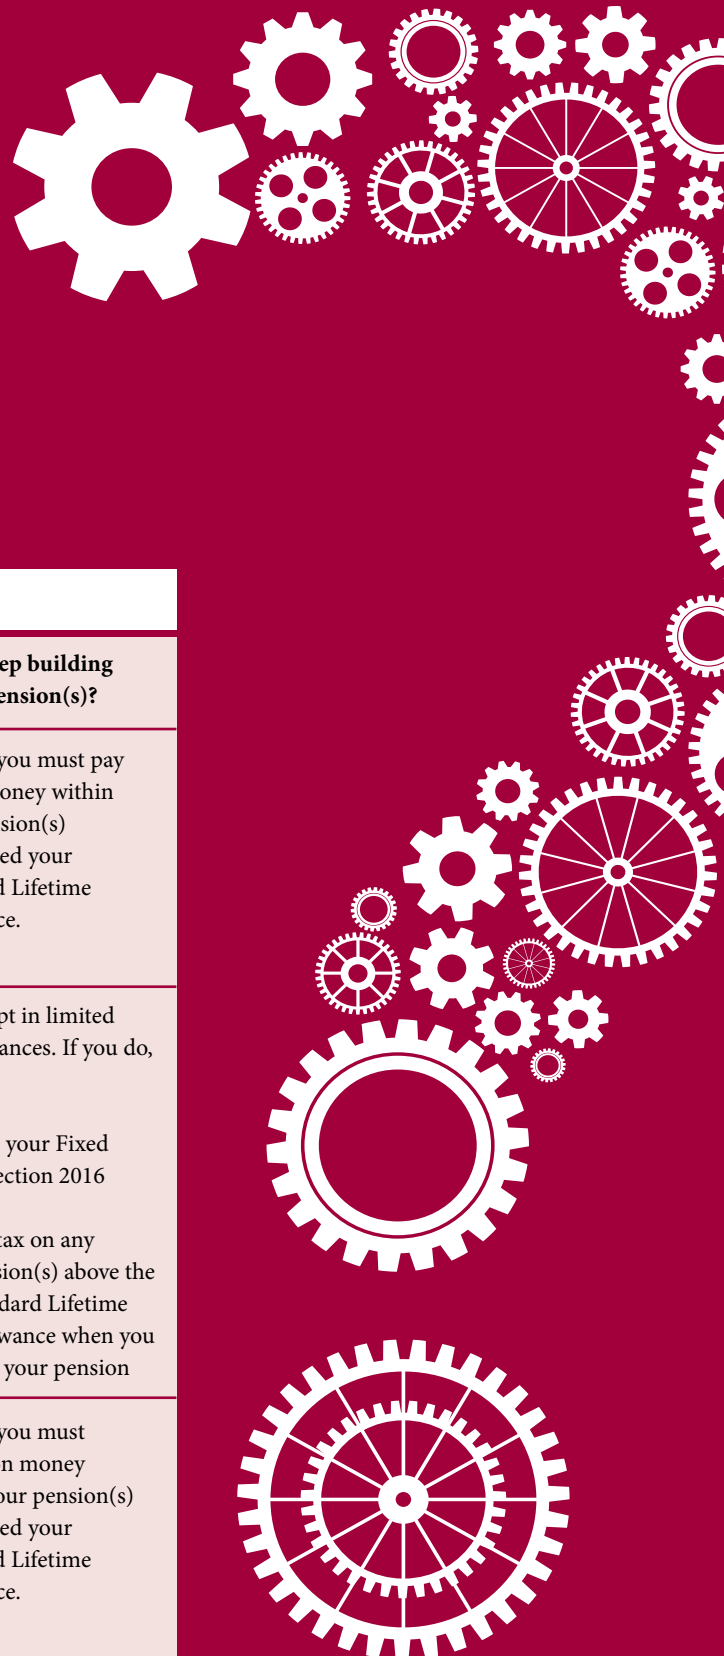 ep building
ension(s)?
you must pay
oney within
sion(s)
ed your
d Lifetime
ce.
pt in limited
ances. If you do,
your Fixed
ection 2016
tax on any
sion(s) above the
dard Lifetime
wance when you
your pension
you must
on money
our pension(s)
ed your
d Lifetime
ce.